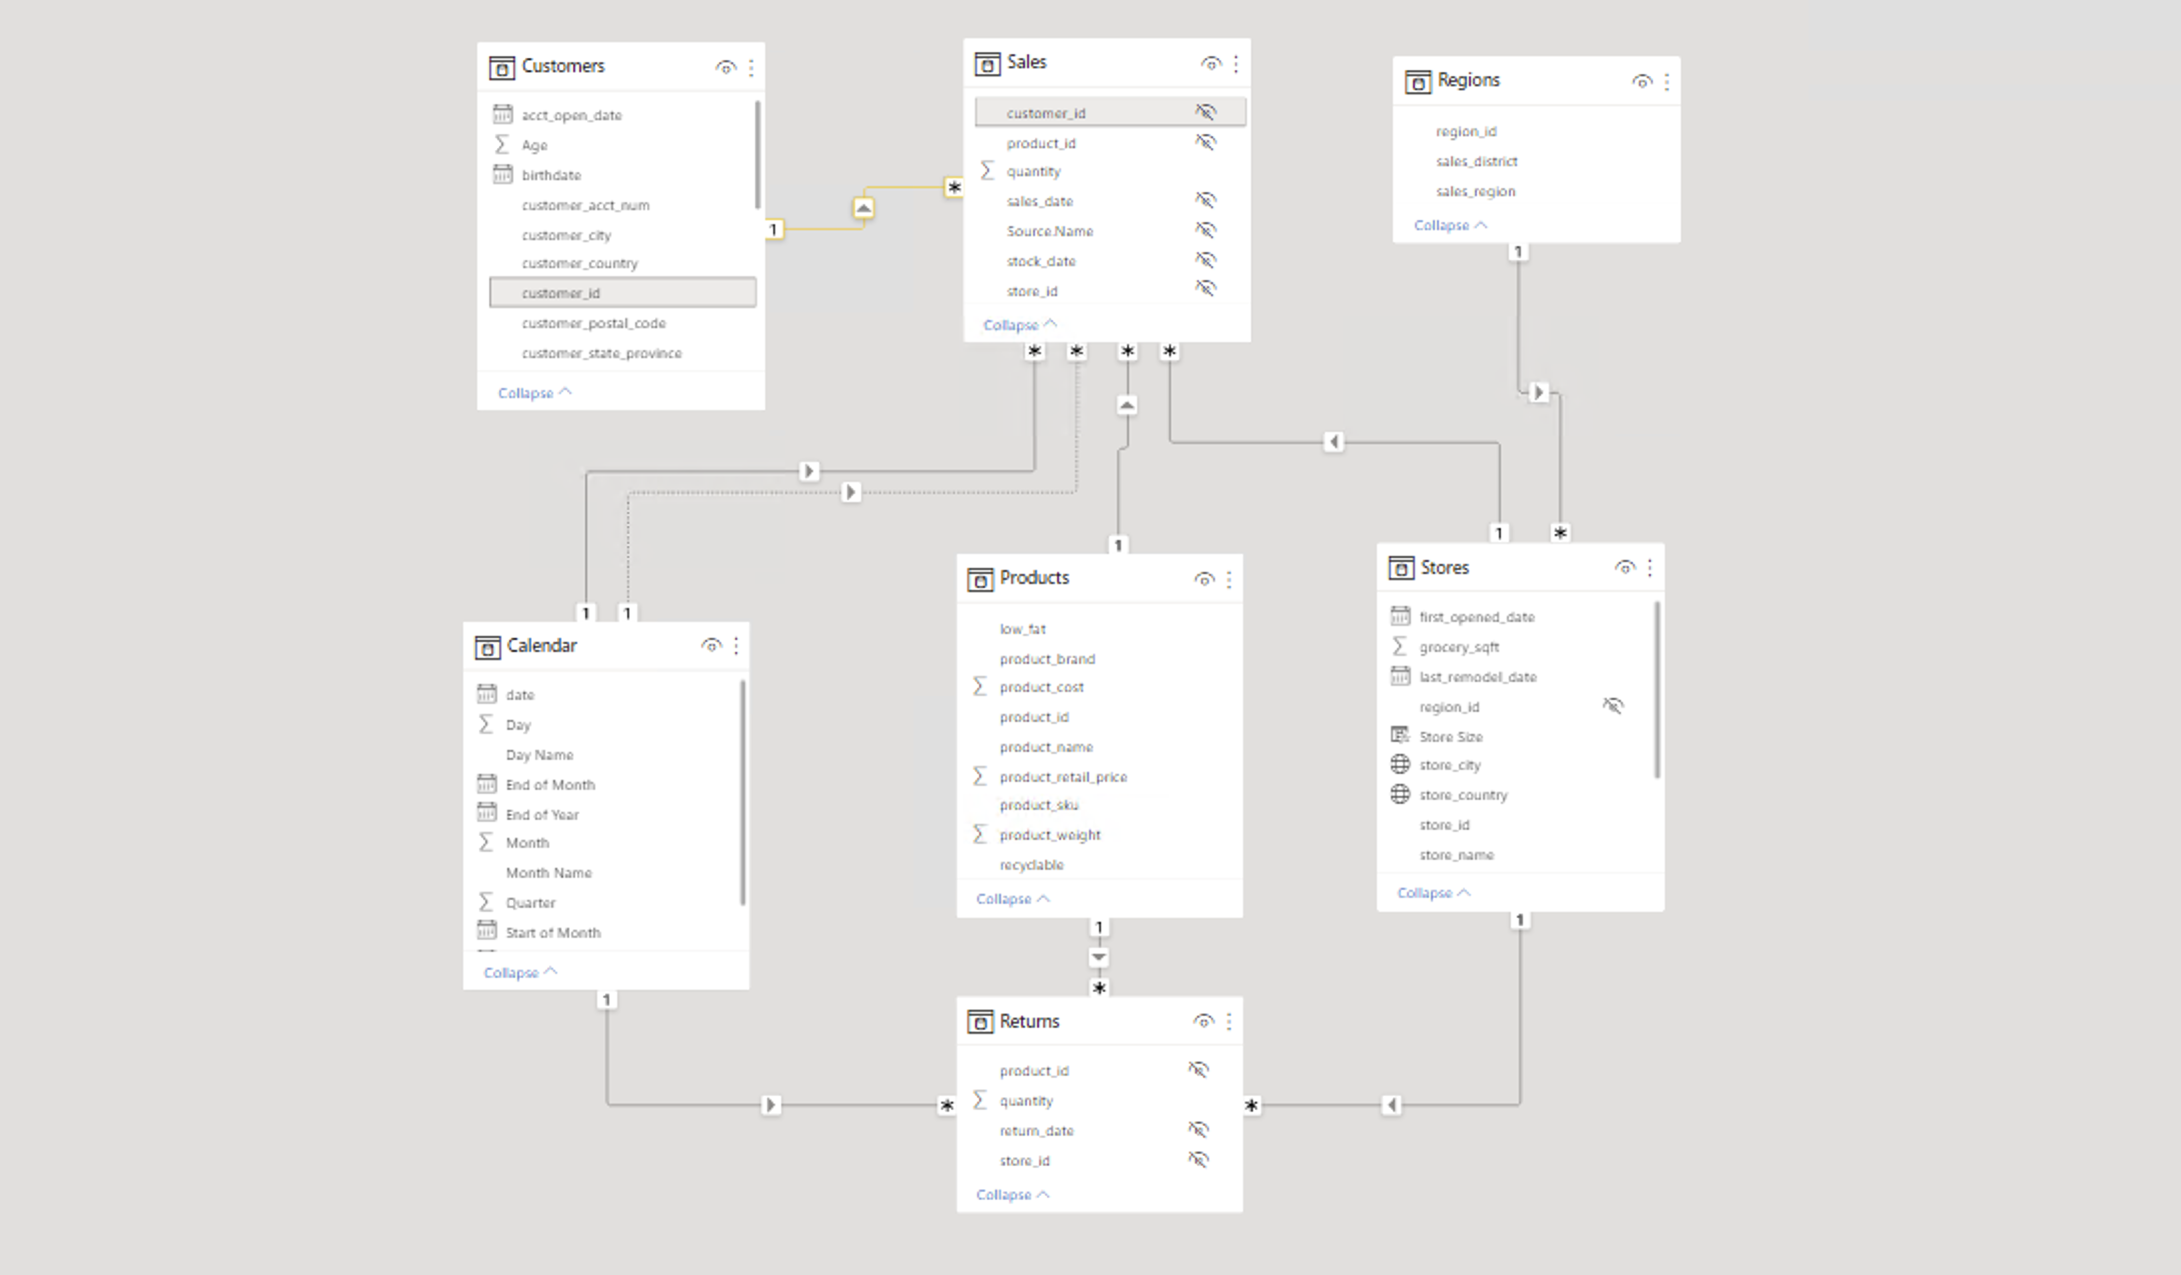 Customers
acct_open_date
Age
birthdate
customer_acct_num
customer_city
customer_country
customer_id
customer_postal_code
customer_state_province
Collapse
1
*
Sales
customer_id
product_id
quantity
sales_date
Source.Name
stock_date
store_id
Collapse
* * * *
Regions
region_id
sales_district
sales_region
Collapse
1
1 1
Calendar
date
Day
Day Name
End of Month
End of Year
Month
Month Name
Quarter
Start of Month
Collapse
1
1
Products
low_fat
product_brand
product_cost
product_id
product_name
product_retail_price
product_sku
product_weight
recyclable
Collapse
1
1 *
Stores
first_opened_date
grocery_sqft
last_remodel_date
region_id
Store Size
store_city
store_country
store_id
store_name
Collapse
1
*
* *
Returns
product_id
quantity
return_date
store_id
Collapse